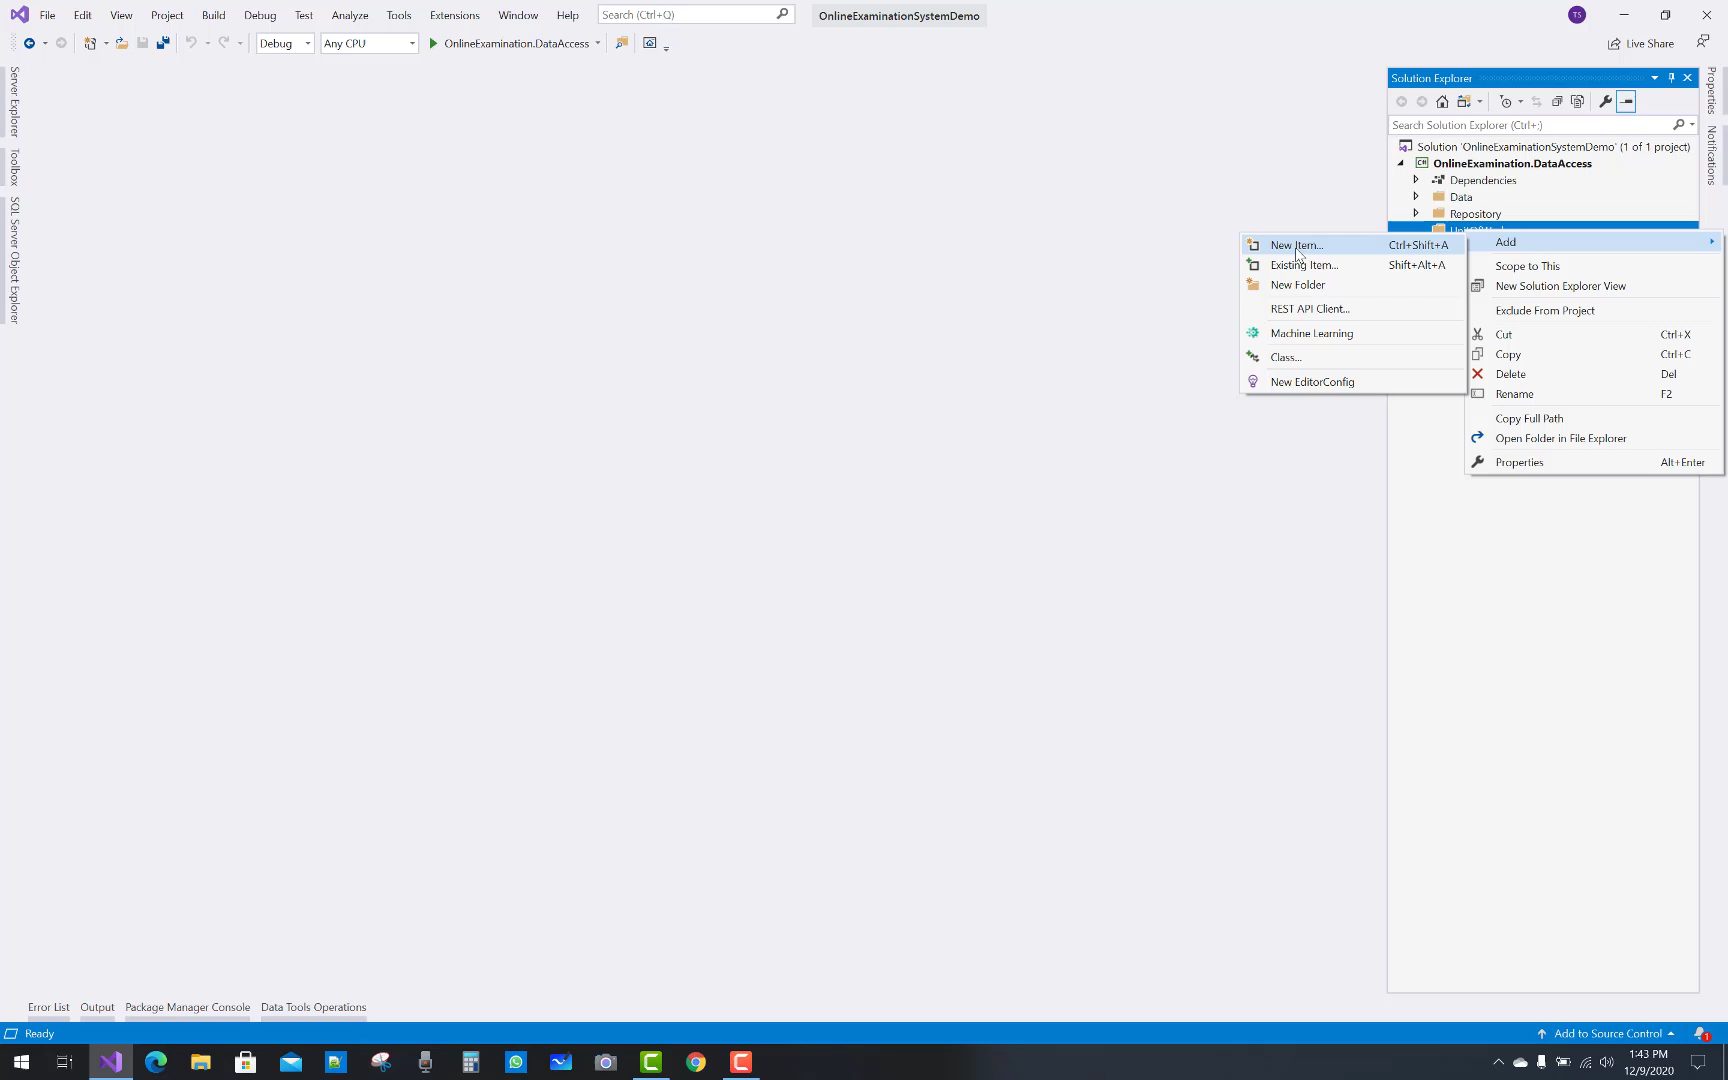 File Edit View Project Build Debug Test Analyze Tools Extensions Window Help Search (Ctrl+Q) OnlineExaminationSystemDemo TS
Debug Any CPU OnlineExamination.DataAccess Live Share
Server Explorer
Toolbox
SQL Server Object Explorer
Solution Explorer
Search Solution Explorer (Ctrl+;)
Solution 'OnlineExaminationSystemDemo' (1 of 1 project)
C# OnlineExamination.DataAccess
Dependencies
Data
Repository
New Item... Ctrl+Shift+A
Existing Item... Shift+Alt+A
New Folder
REST API Client...
Machine Learning
Class...
New EditorConfig
Add
Scope to This
New Solution Explorer View
Exclude From Project
Cut Ctrl+X
Copy Ctrl+C
Delete Del
Rename F2
Copy Full Path
Open Folder in File Explorer
Properties Alt+Enter
Properties
Notifications
Error List Output Package Manager Console Data Tools Operations
Ready Add to Source Control 1
1:43 PM
12/9/2020